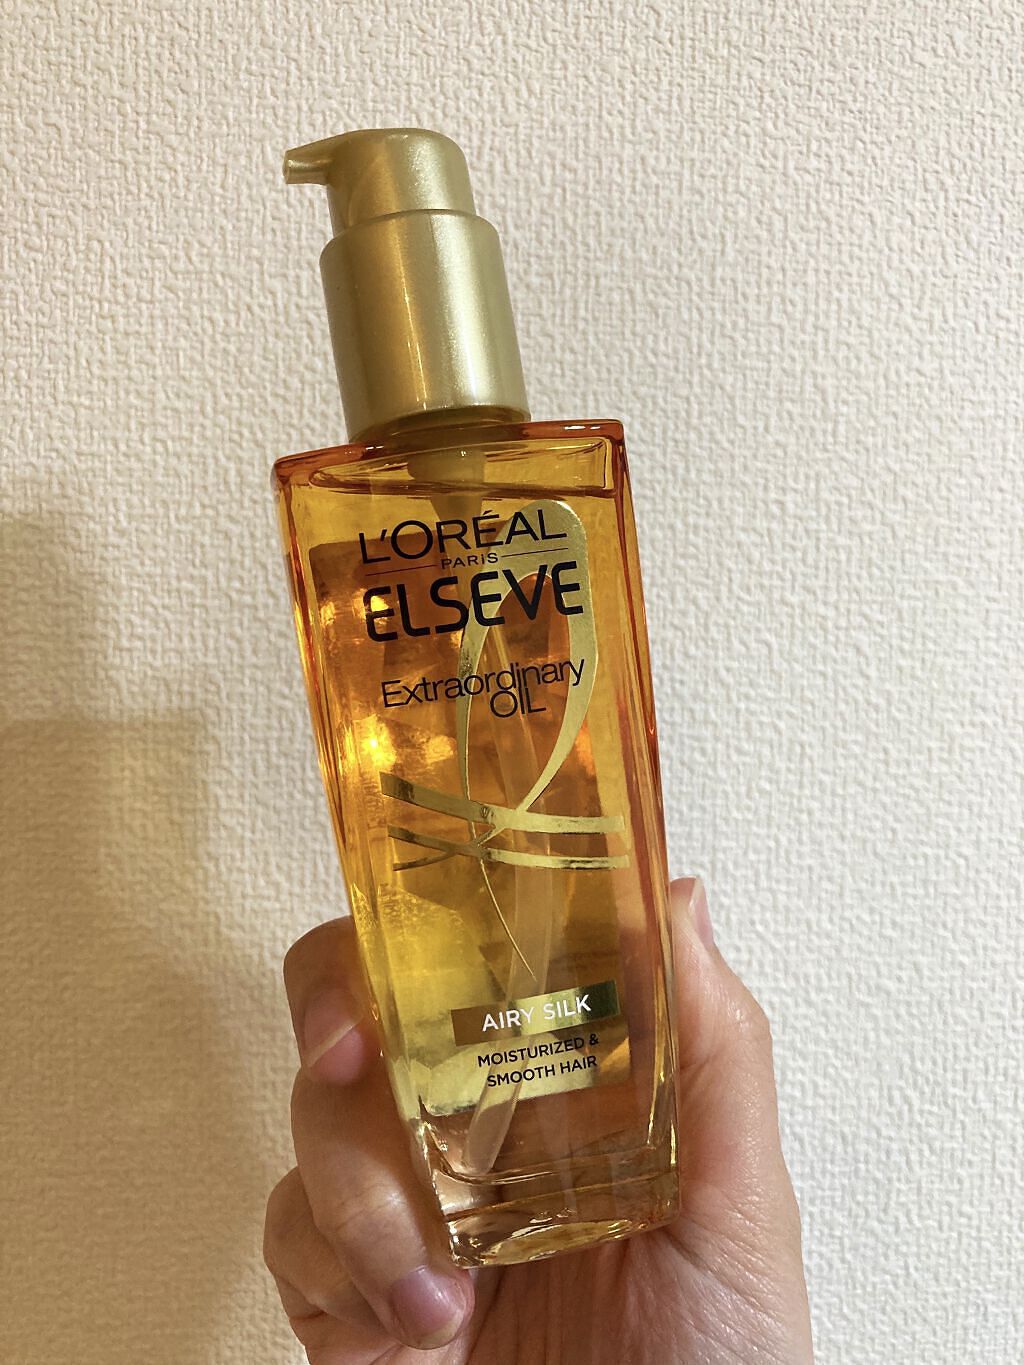 L'ORÉAL
PARIS
ELSEVE
Extraordinary
OIL
AIRY SILK
MOISTURIZED &
SMOOTH HAIR